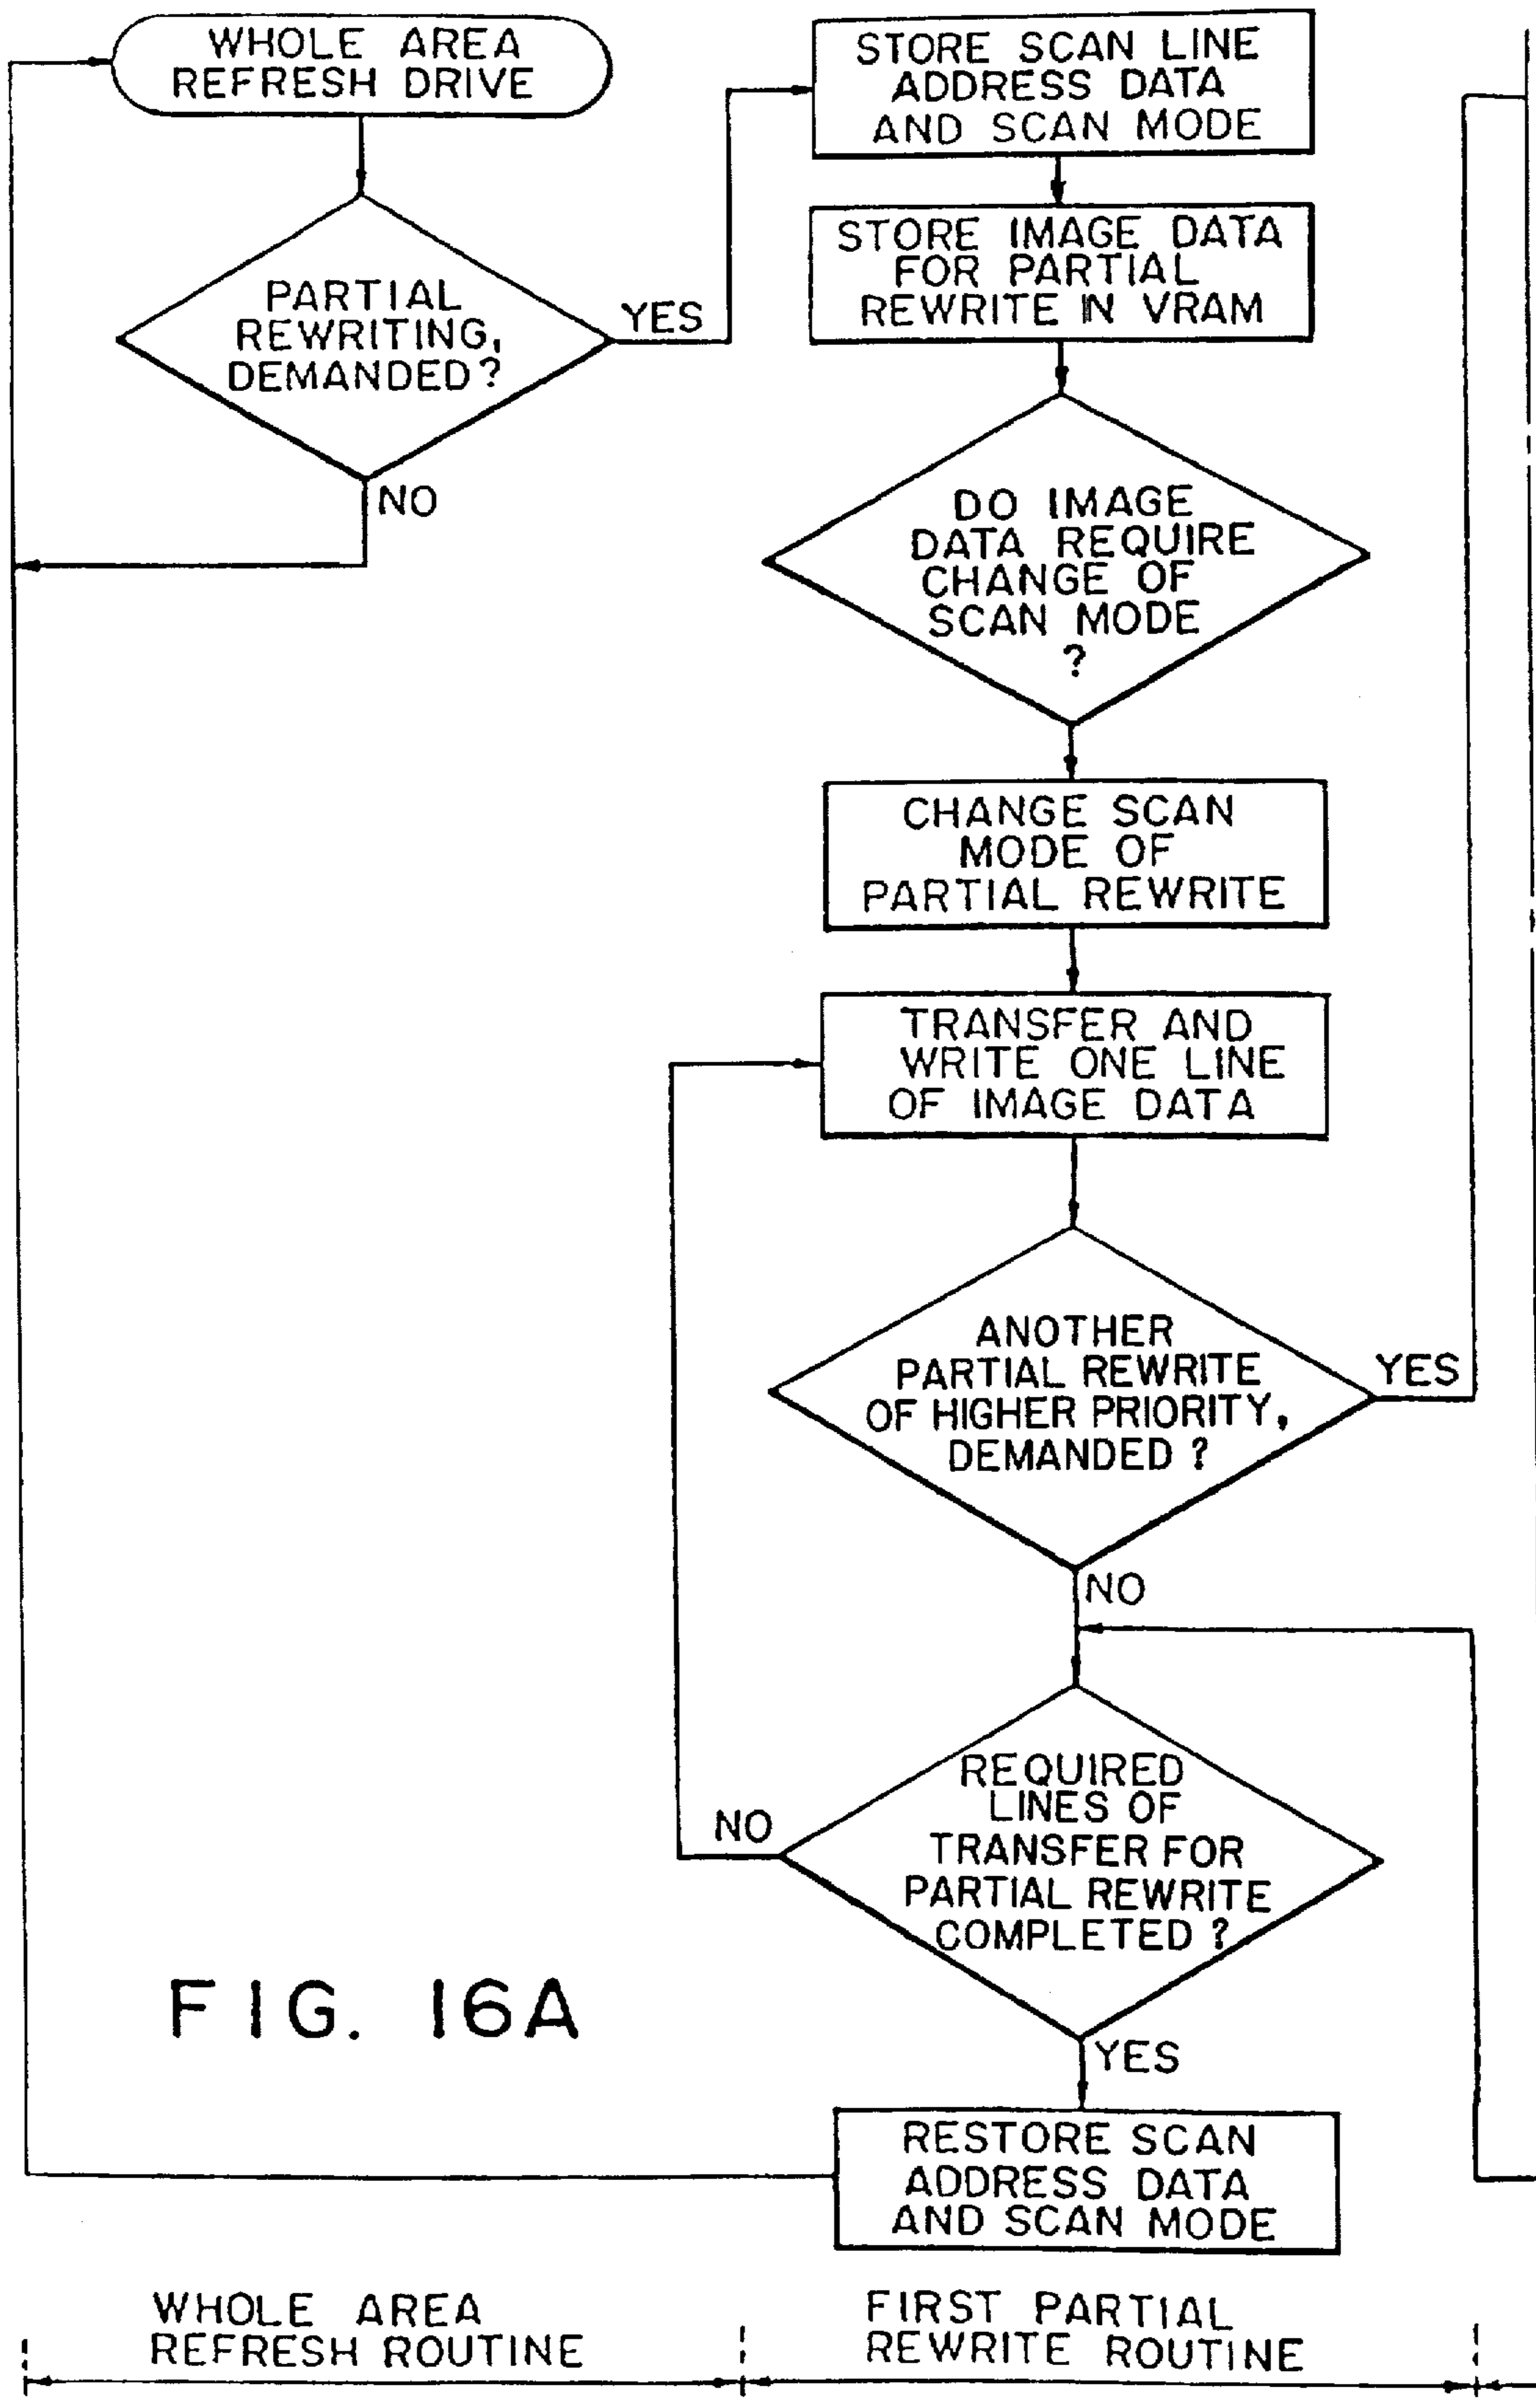 WHOLE AREA
REFRESH DRIVE
PARTIAL
REWRITING,
DEMANDED?
YES
NO
STORE SCAN LINE
ADDRESS DATA
AND SCAN MODE
STORE IMAGE DATA
FOR PARTIAL
REWRITE IN VRAM
DO IMAGE
DATA REQUIRE
CHANGE OF
SCAN MODE
?
CHANGE SCAN
MODE OF
PARTIAL REWRITE
TRANSFER AND
WRITE ONE LINE
OF IMAGE DATA
ANOTHER
PARTIAL REWRITE
OF HIGHER PRIORITY,
DEMANDED ?
YES
NO
REQUIRED
LINES OF
TRANSFER FOR
PARTIAL REWRITE
COMPLETED ?
NO
YES
RESTORE SCAN
ADDRESS DATA
AND SCAN MODE
FIG. 16A
WHOLE AREA
REFRESH ROUTINE
FIRST PARTIAL
REWRITE ROUTINE